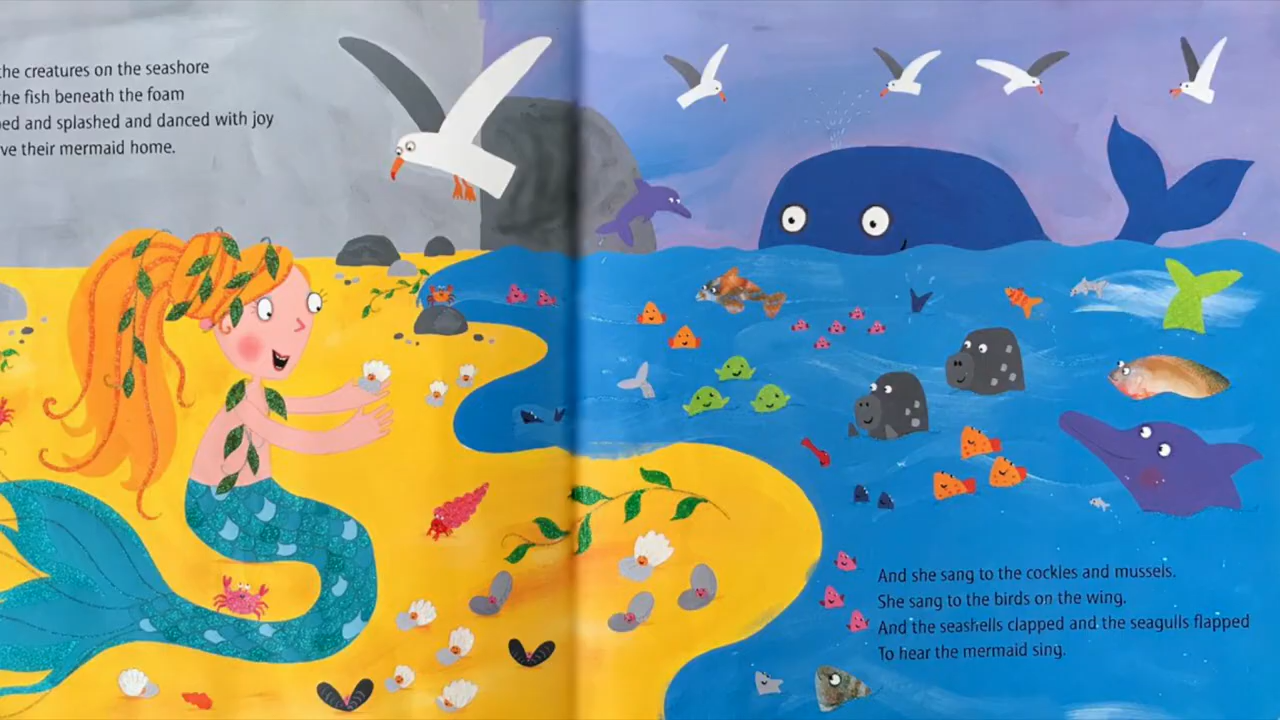 the creatures on the seashore
the fish beneath the foam
ped and splashed and danced with joy
ve their mermaid home.
And she sang to the cockles and mussels.
She sang to the birds on the wing.
And the seashells clapped and the seagulls flapped
To hear the mermaid sing.